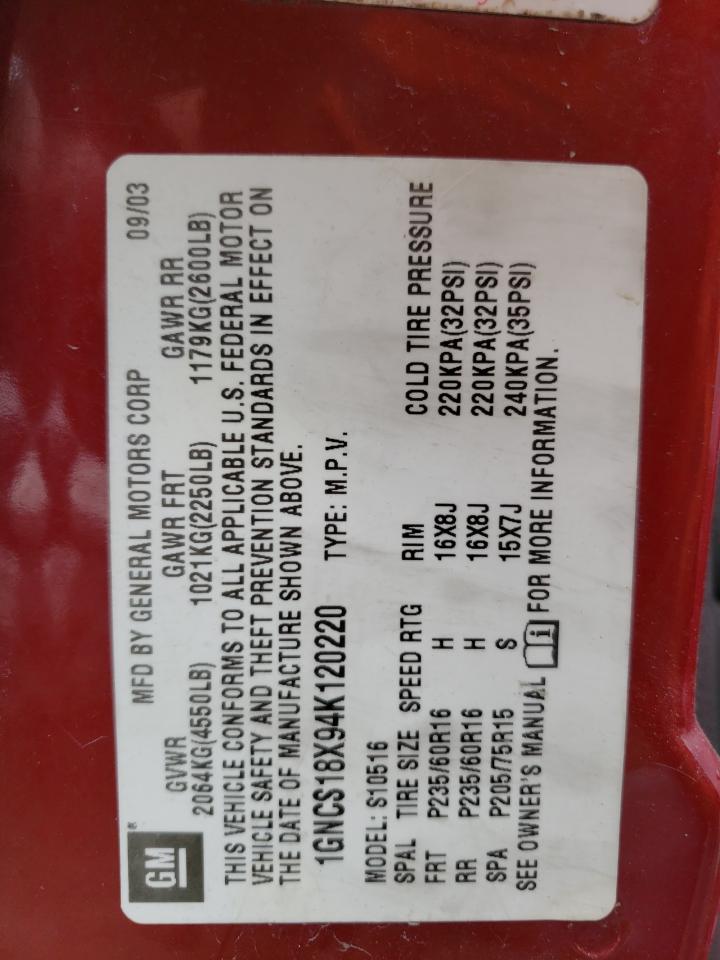 GM® MFD BY GENERAL MOTORS CORP 09/03
GVWR GAWR FRT GAWR RR
2064KG(4550LB) 1021KG(2250LB) 1179KG(2600LB)
THIS VEHICLE CONFORMS TO ALL APPLICABLE U.S. FEDERAL MOTOR
VEHICLE SAFETY AND THEFT PREVENTION STANDARDS IN EFFECT ON
THE DATE OF MANUFACTURE SHOWN ABOVE.
1GNCS18X94K120220 TYPE: M.P.V.
MODEL: S10516
SPAL TIRE SIZE SPEED RTG RIM COLD TIRE PRESSURE
FRT P235/60R16 H 16X8J 220KPA(32PSI)
RR P235/60R16 H 16X8J 220KPA(32PSI)
SPA P205/75R15 S 15X7J 240KPA(35PSI)
SEE OWNER'S MANUAL i FOR MORE INFORMATION.